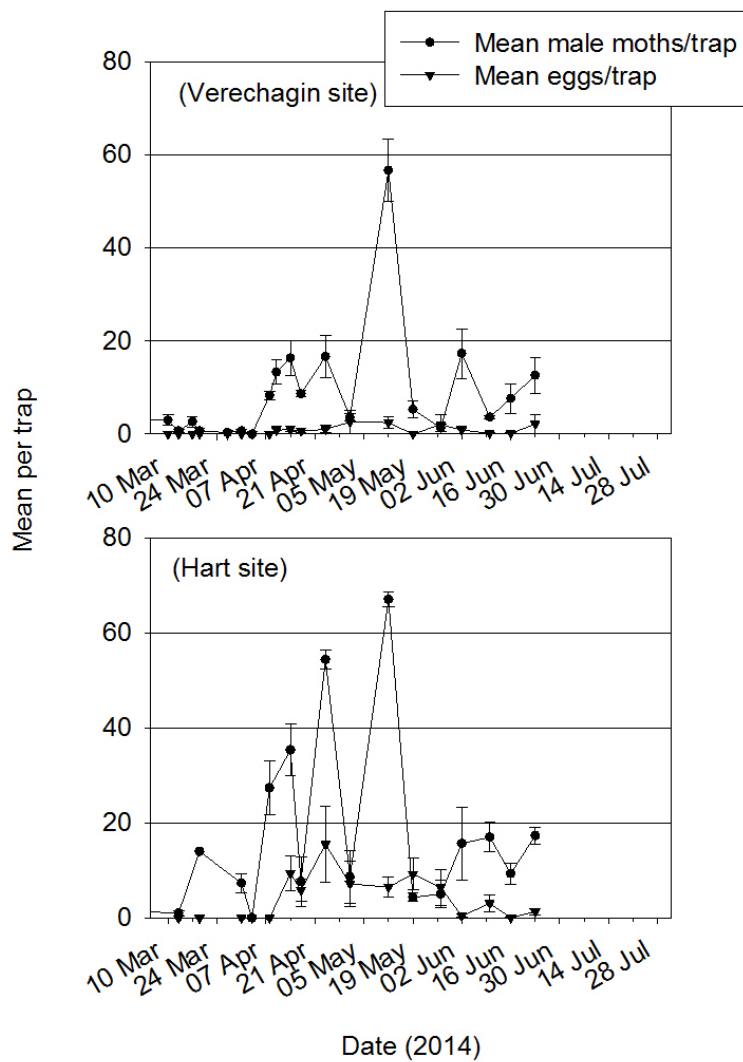 Mean male moths/trap
Mean eggs/trap
(Verechagin site)
80
60
40
20
0
10 Mar
24 Mar
07 Apr
21 Apr
05 May
19 May
02 Jun
16 Jun
30 Jun
14 Jul
28 Jul
Mean per trap
(Hart site)
80
60
40
20
0
10 Mar
24 Mar
07 Apr
21 Apr
05 May
19 May
02 Jun
16 Jun
30 Jun
14 Jul
28 Jul
Date (2014)